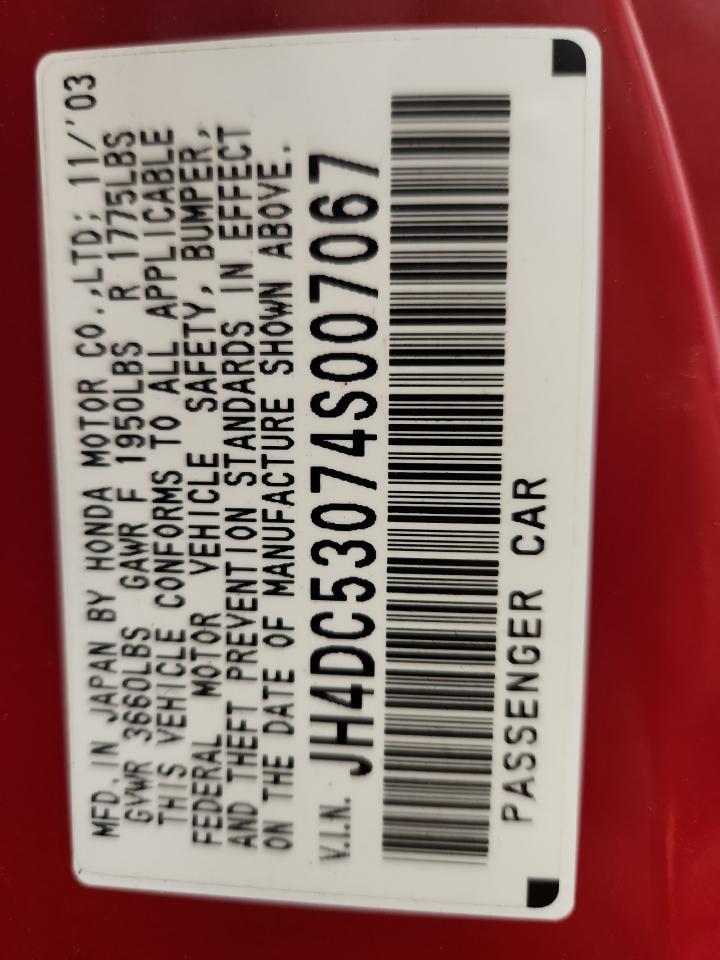 MFD. IN JAPAN BY HONDA MOTOR CO.,LTD; 11/'03
GVWR 3660LBS GAWR F 1950LBS R 1775LBS
THIS VEHICLE CONFORMS TO ALL APPLICABLE
FEDERAL MOTOR VEHICLE SAFETY, BUMPER,
AND THEFT PREVENTION STANDARDS IN EFFECT
ON THE DATE OF MANUFACTURE SHOWN ABOVE.
V.I.N. JH4DC53074S007067
PASSENGER CAR